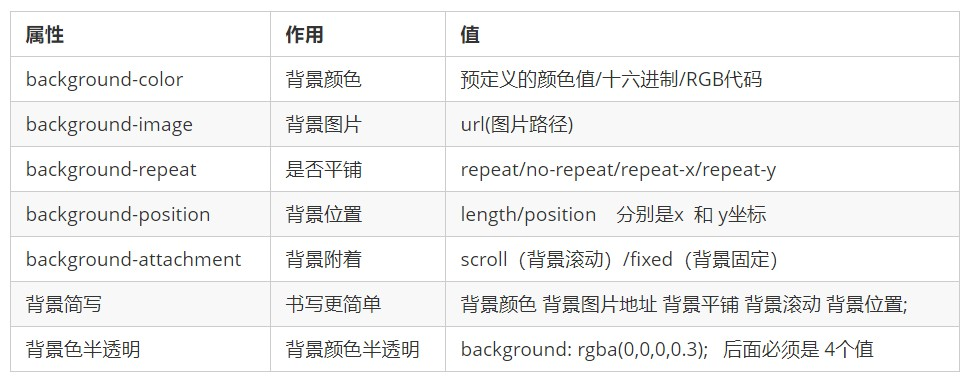 属性 作用 值
background-color 背景颜色 预定义的颜色值/十六进制/RGB代码
background-image 背景图片 url(图片路径)
background-repeat 是否平铺 repeat/no-repeat/repeat-x/repeat-y
background-position 背景位置 length/position 分别是x 和 y坐标
background-attachment 背景附着 scroll（背景滚动）/fixed（背景固定）
背景简写 书写更简单 背景颜色 背景图片地址 背景平铺 背景滚动 背景位置;
背景色半透明 背景颜色半透明 background: rgba(0,0,0,0.3); 后面必须是 4个值